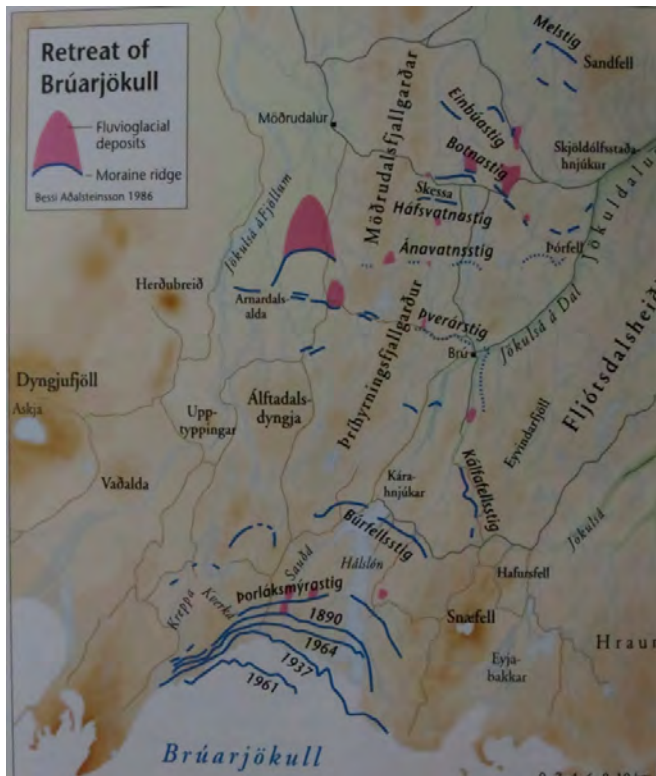 Retreat of
Brúarjökull
Fluvioglacial
deposits
Moraine ridge
Bessi Aðalsteinsson 1986
Melstig
Sandfell
Einbúastig
Möðrudalur
Botnastig
Skjöldólfsstaða-
hnjúkur
Möðrudalsfjallgarðar
Skessa
Háfsvatnastig
Jökuldalur
Jökulsá á Fjöllum
Ánavatnsstig
Þórfell
Herðubreið
Arnardals-
alda
Þverárstig
Jökulsá á Dal
Brú
Fljótsdalsheiði
Þríhyrningsfjallgarður
Dyngjufjöll
Askja
Álftadals-
dyngja
Upp-
typpingar
Eyvindarfjöll
Vaðalda
Kára-
hnjúkar
Kálfafellsstig
Búrfellsstig
Jökulsá
Sauðá
Hálslón
Hafursfell
Þorláksmýrastig
Kreppa
Kverká
1890
Snæfell
1964
Hraun
1937
Eyja-
bakkar
1961
Brúarjökull